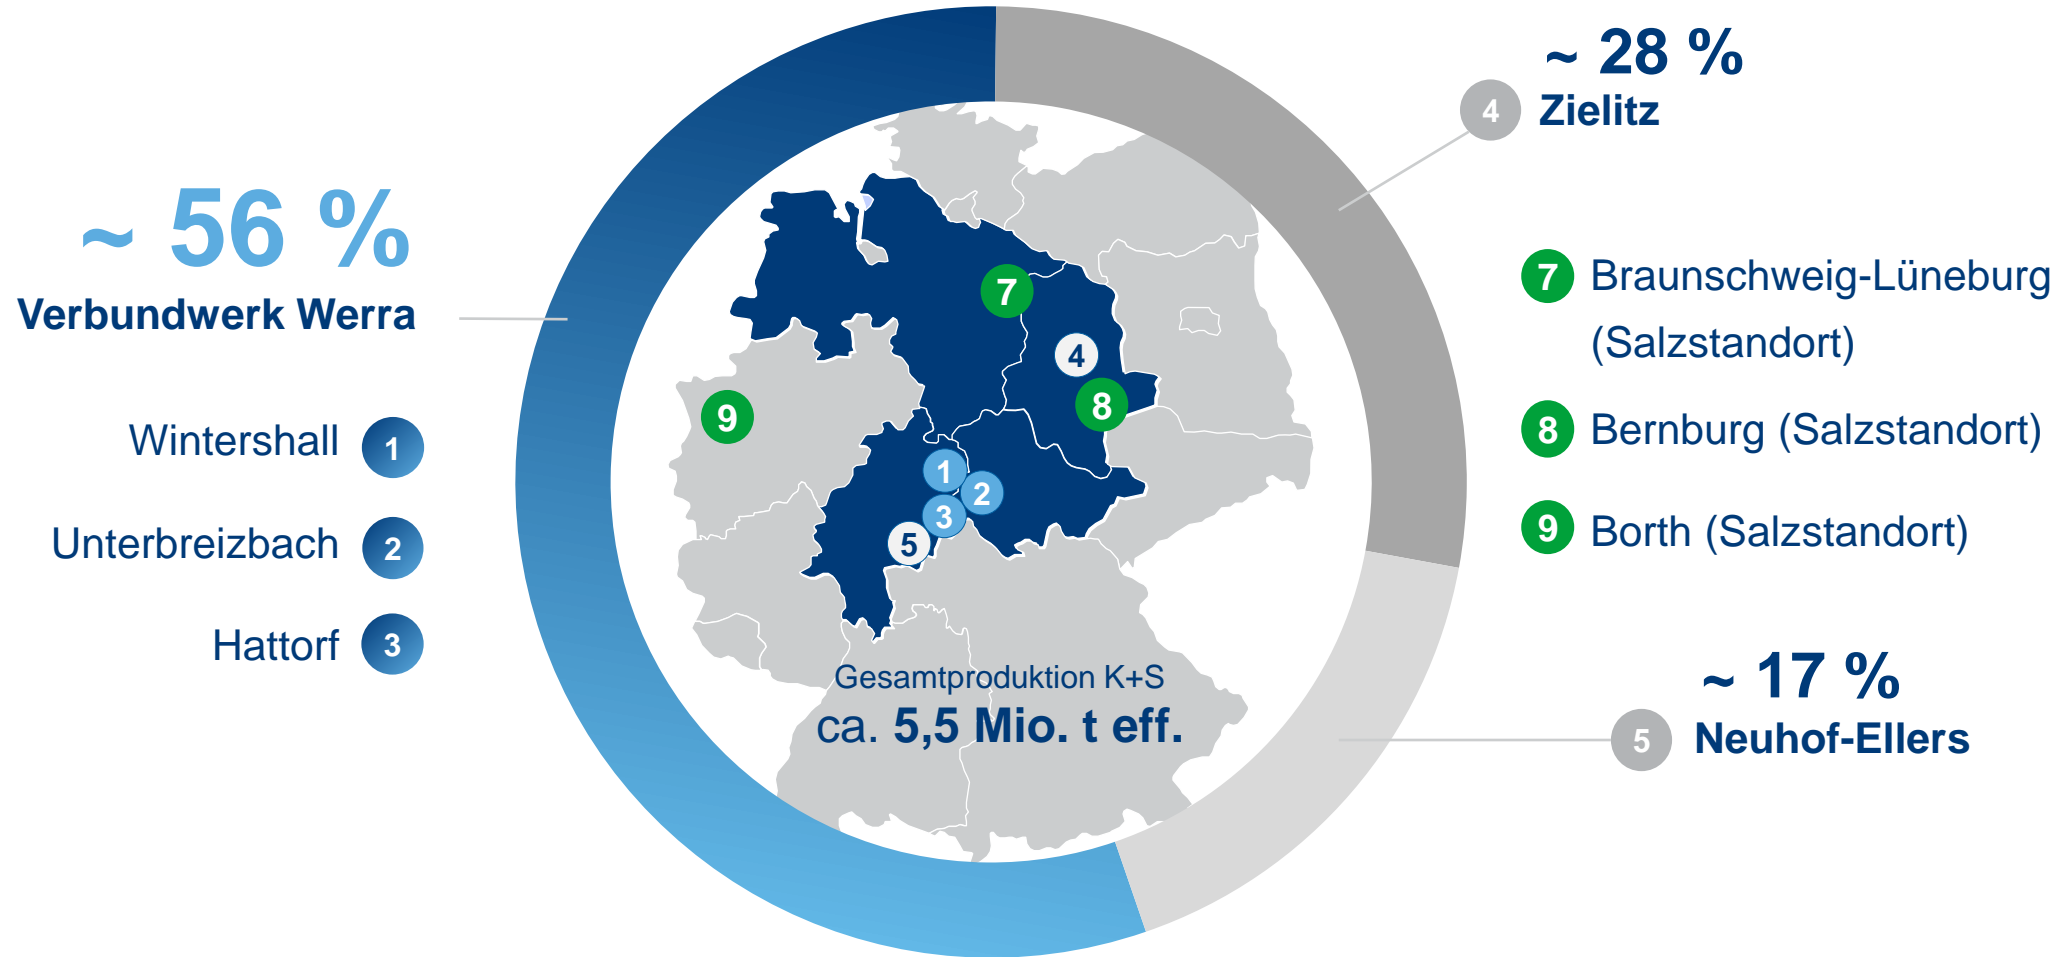 ~ 56 %
Verbundwerk Werra
Wintershall 1
Unterbreizbach 2
Hattorf 3
7
4
8
9
1
2
3
5
Gesamtproduktion K+S
ca. 5,5 Mio. t eff.
~ 28 %
4 Zielitz
7 Braunschweig-Lüneburg
(Salzstandort)
8 Bernburg (Salzstandort)
9 Borth (Salzstandort)
~ 17 %
5 Neuhof-Ellers